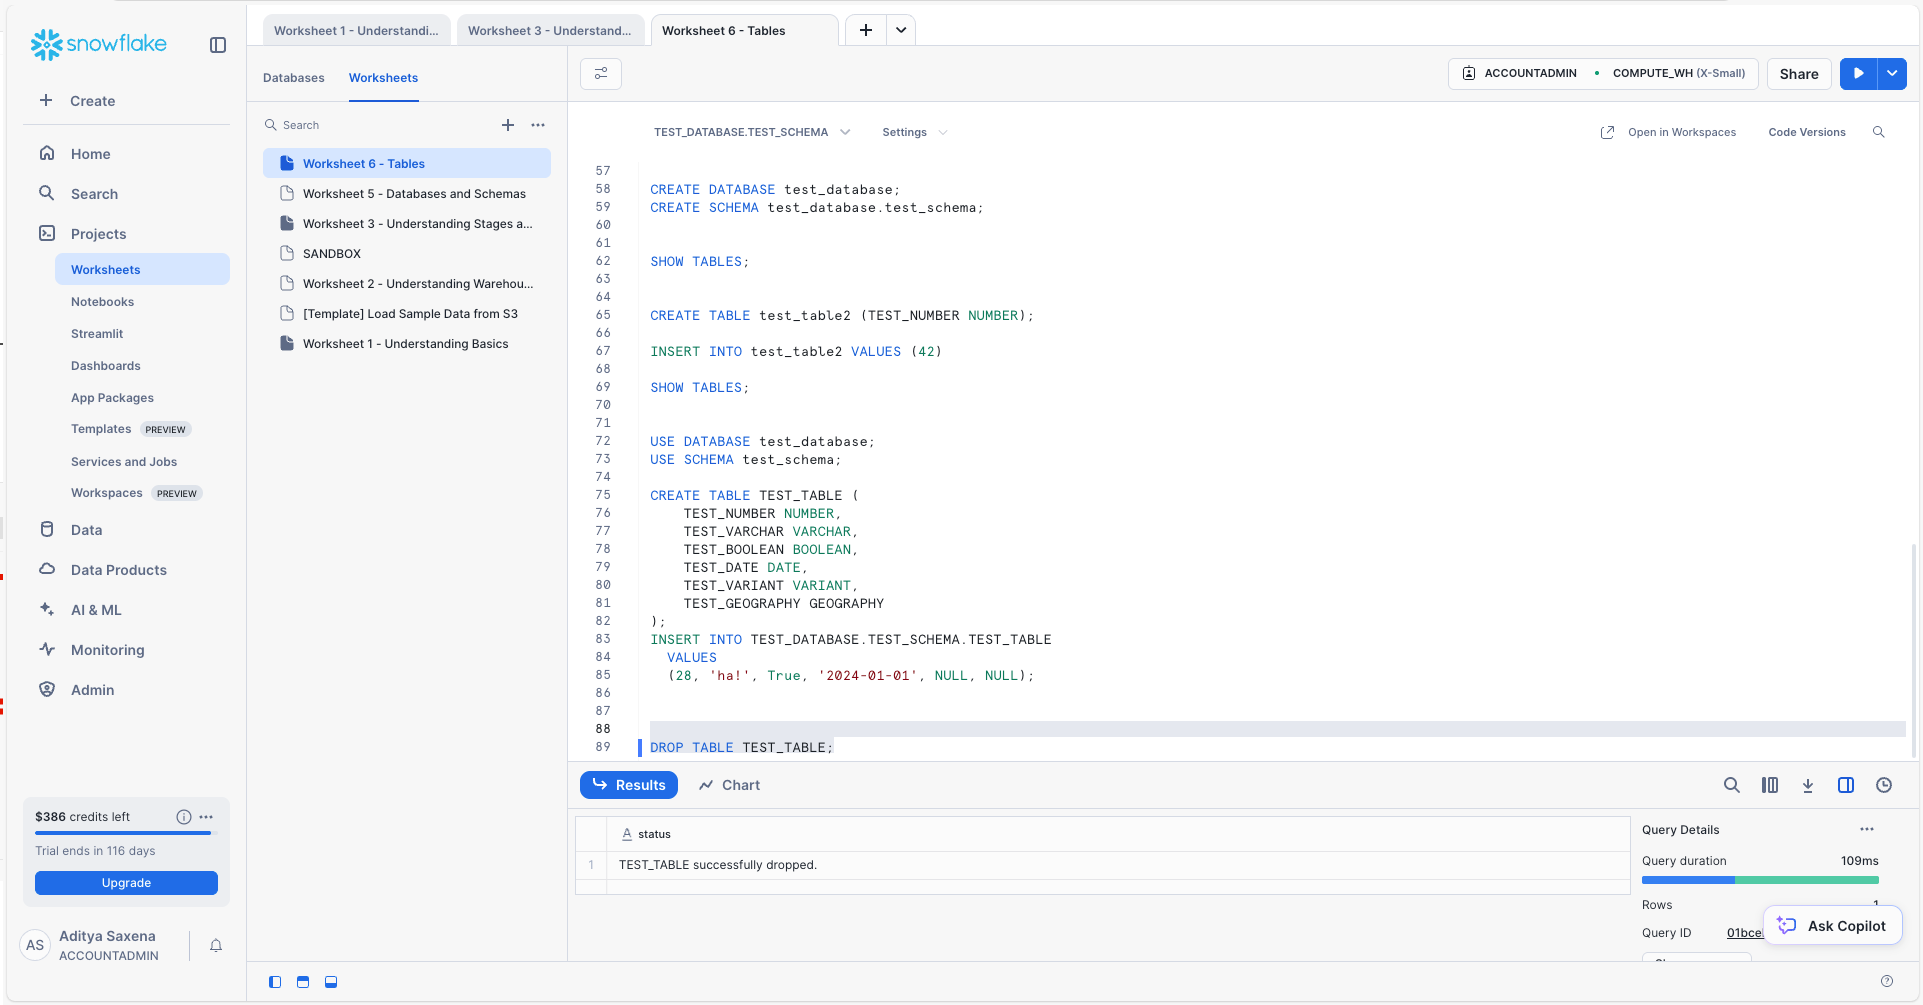 snowflake
Create
Home
Search
Projects
Worksheets
Notebooks
Streamlit
Dashboards
App Packages
Templates PREVIEW
Services and Jobs
Workspaces PREVIEW
Data
Data Products
AI & ML
Monitoring
Admin
$386 credits left
Trial ends in 116 days
Upgrade
AS
Aditya Saxena
ACCOUNTADMIN
Worksheet 1 - Understandi...
Worksheet 3 - Understand...
Worksheet 6 - Tables
Databases
Worksheets
Search
Worksheet 6 - Tables
Worksheet 5 - Databases and Schemas
Worksheet 3 - Understanding Stages a...
SANDBOX
Worksheet 2 - Understanding Warehou...
[Template] Load Sample Data from S3
Worksheet 1 - Understanding Basics
ACCOUNTADMIN • COMPUTE_WH (X-Small)
Share
TEST_DATABASE.TEST_SCHEMA
Settings
Open in Workspaces
Code Versions
57
58 CREATE DATABASE test_database;
59 CREATE SCHEMA test_database.test_schema;
60
61
62 SHOW TABLES;
63
64
65 CREATE TABLE test_table2 (TEST_NUMBER NUMBER);
66
67 INSERT INTO test_table2 VALUES (42)
68
69 SHOW TABLES;
70
71
72 USE DATABASE test_database;
73 USE SCHEMA test_schema;
74
75 CREATE TABLE TEST_TABLE (
76 TEST_NUMBER NUMBER,
77 TEST_VARCHAR VARCHAR,
78 TEST_BOOLEAN BOOLEAN,
79 TEST_DATE DATE,
80 TEST_VARIANT VARIANT,
81 TEST_GEOGRAPHY GEOGRAPHY
82 );
83 INSERT INTO TEST_DATABASE.TEST_SCHEMA.TEST_TABLE
84 VALUES
85 (28, 'ha!', True, '2024-01-01', NULL, NULL);
86
87
88
89 DROP TABLE TEST_TABLE;
Results
Chart
A status
1 TEST_TABLE successfully dropped.
Query Details
Query duration 109ms
Rows 1
Query ID
Ask Copilot